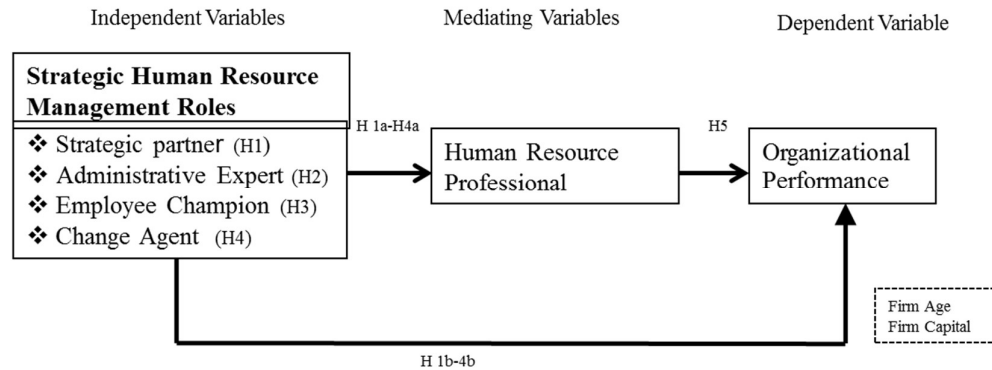 Independent Variables
Mediating Variables
Dependent Variable
Strategic Human Resource
Management Roles
❖ Strategic partner (H1)
❖ Administrative Expert (H2)
❖ Employee Champion (H3)
❖ Change Agent (H4)
H 1a-H4a
Human Resource
Professional
H5
Organizational
Performance
Firm Age
Firm Capital
H 1b-4b